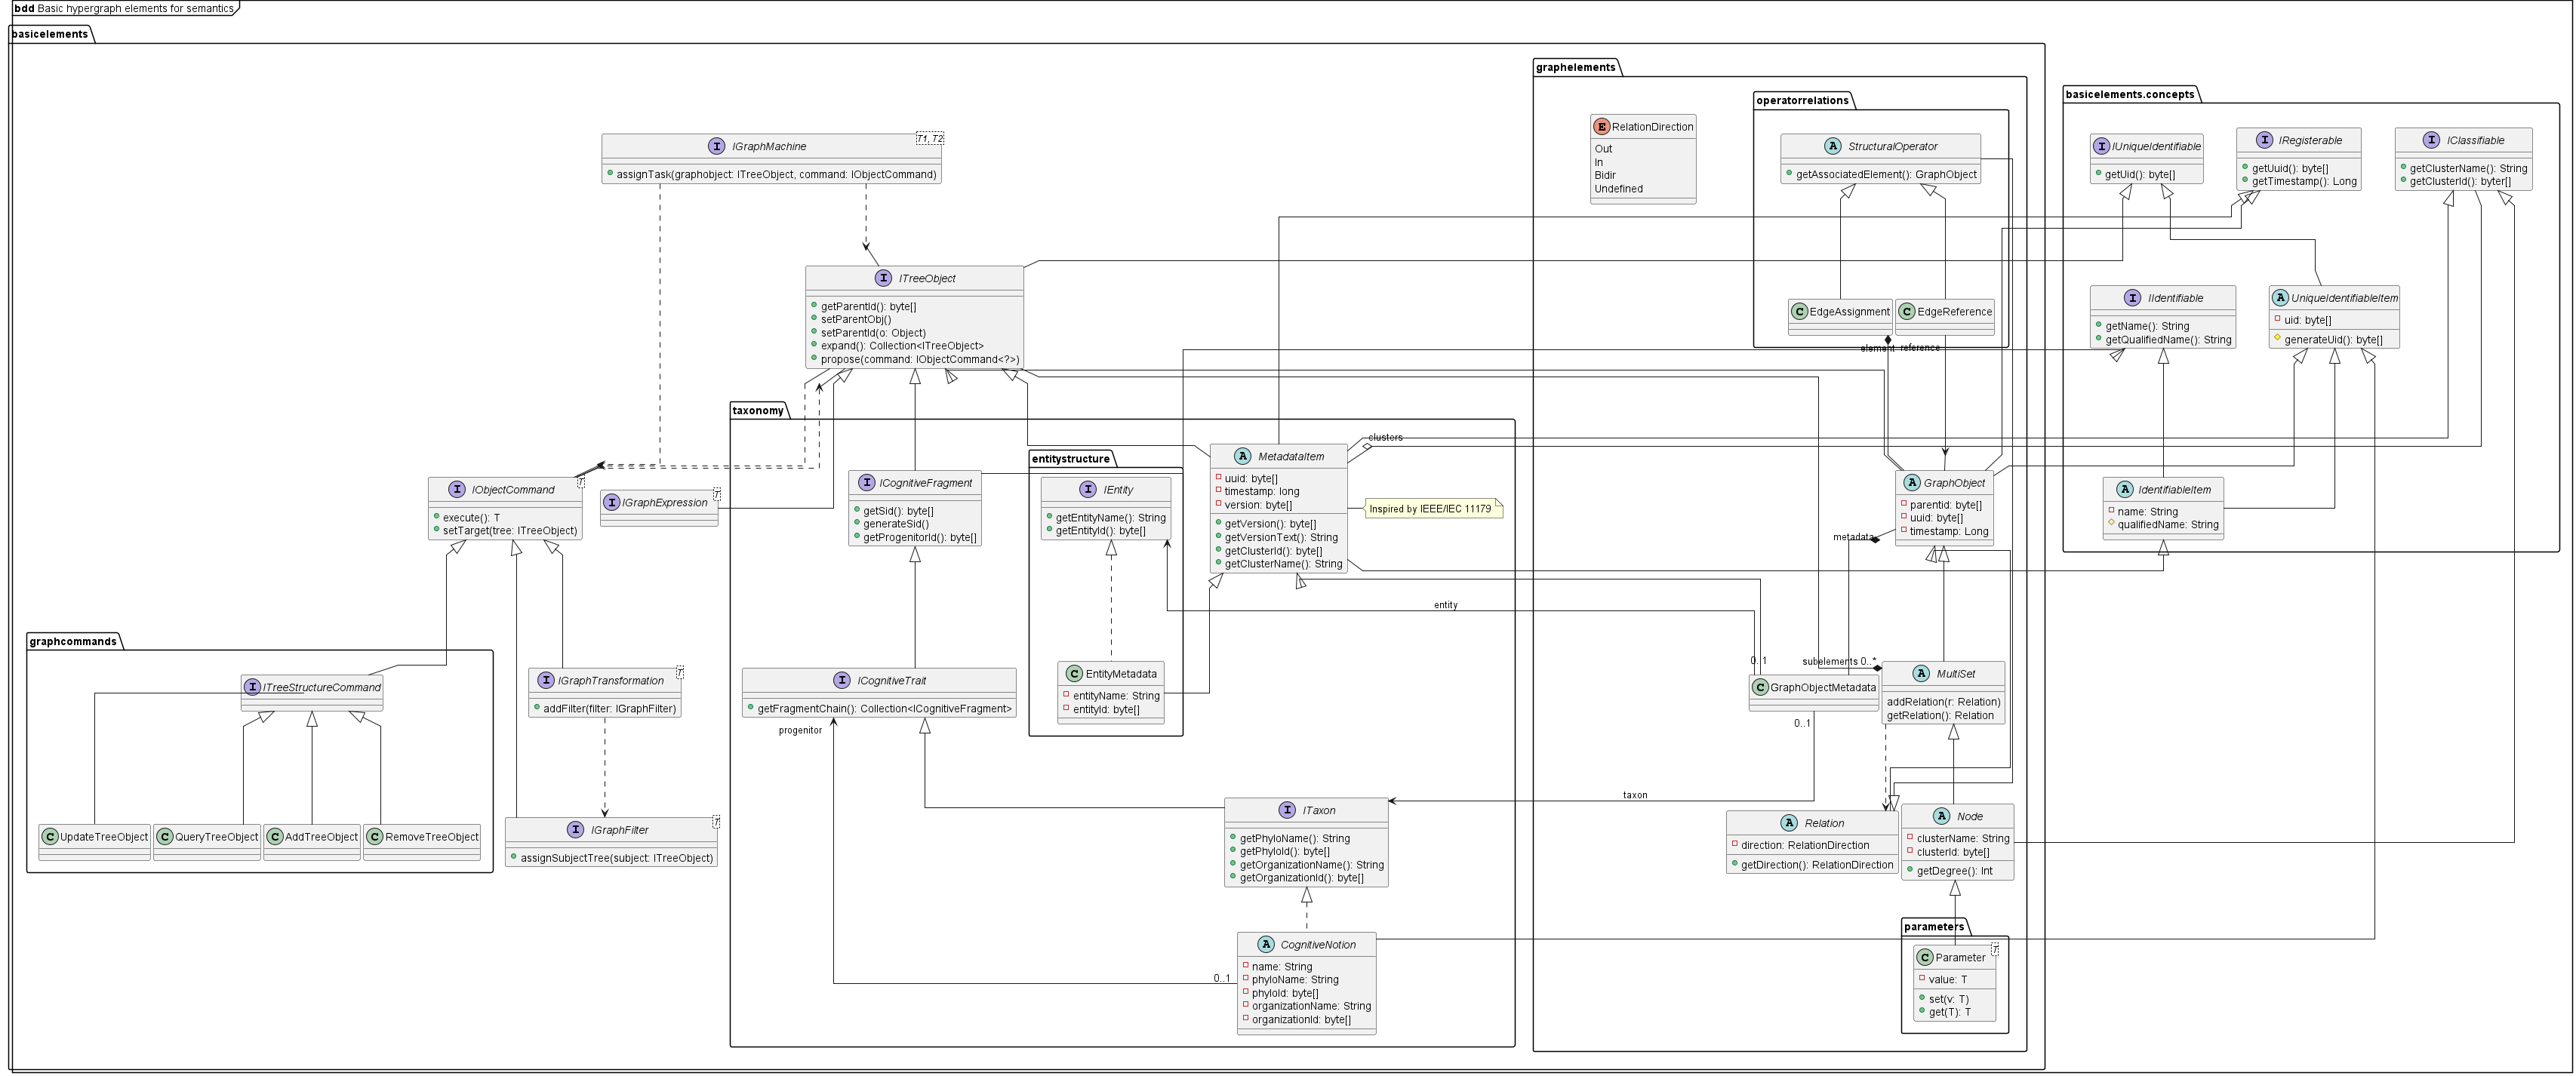 bdd Basic hypergraph elements for semantics
basicelements
graphelements
basicelements.concepts
operatorrelations
IGraphMachine
T1, T2
assignTask(graphobject: ITreeObject, command: IObjectCommand)
RelationDirection
Out
In
Bidir
Undefined
StructuralOperator
getAssociatedElement(): GraphObject
IUniqueIdentifiable
getUid(): byte[]
IRegisterable
getUuid(): byte[]
getTimestamp(): Long
IClassifiable
getClusterName(): String
getClusterId(): byter[]
ITreeObject
getParentId(): byte[]
setParentObj()
setParentId(o: Object)
expand(): Collection<ITreeObject>
propose(command: IObjectCommand<?>)
EdgeAssignment
EdgeReference
element
reference
IIdentifiable
getName(): String
getQualifiedName(): String
UniqueIdentifiableItem
uid: byte[]
generateUid(): byte[]
taxonomy
clusters
entitystructure
IObjectCommand
T
execute(): T
setTarget(tree: ITreeObject)
IGraphExpression
T
ICognitiveFragment
getSid(): byte[]
generateSid()
getProgenitorId(): byte[]
IEntity
getEntityName(): String
getEntityId(): byte[]
MetadataItem
uuid: byte[]
timestamp: long
version: byte[]
getVersion(): byte[]
getVersionText(): String
getClusterId(): byte[]
getClusterName(): String
Inspired by IEEE/IEC 11179
GraphObject
parentid: byte[]
uuid: byte[]
timestamp: Long
metadata
IdentifiableItem
name: String
qualifiedName: String
entity
graphcommands
ITreeStructureCommand
IGraphTransformation
T
addFilter(filter: IGraphFilter)
ICognitiveTrait
getFragmentChain(): Collection<ICognitiveFragment>
EntityMetadata
entityName: String
entityId: byte[]
0..1
subelements 0..*
GraphObjectMetadata
MultiSet
addRelation(r: Relation)
getRelation(): Relation
progenitor
0..1
taxon
UpdateTreeObject
QueryTreeObject
AddTreeObject
RemoveTreeObject
IGraphFilter
T
assignSubjectTree(subject: ITreeObject)
ITaxon
getPhyloName(): String
getPhyloId(): byte[]
getOrganizationName(): String
getOrganizationId(): byte[]
Relation
direction: RelationDirection
getDirection(): RelationDirection
Node
clusterName: String
clusterId: byte[]
getDegree(): Int
CognitiveNotion
name: String
phyloName: String
phyloId: byte[]
organizationName: String
organizationId: byte[]
0..1
parameters
Parameter
T
value: T
set(v: T)
get(T): T